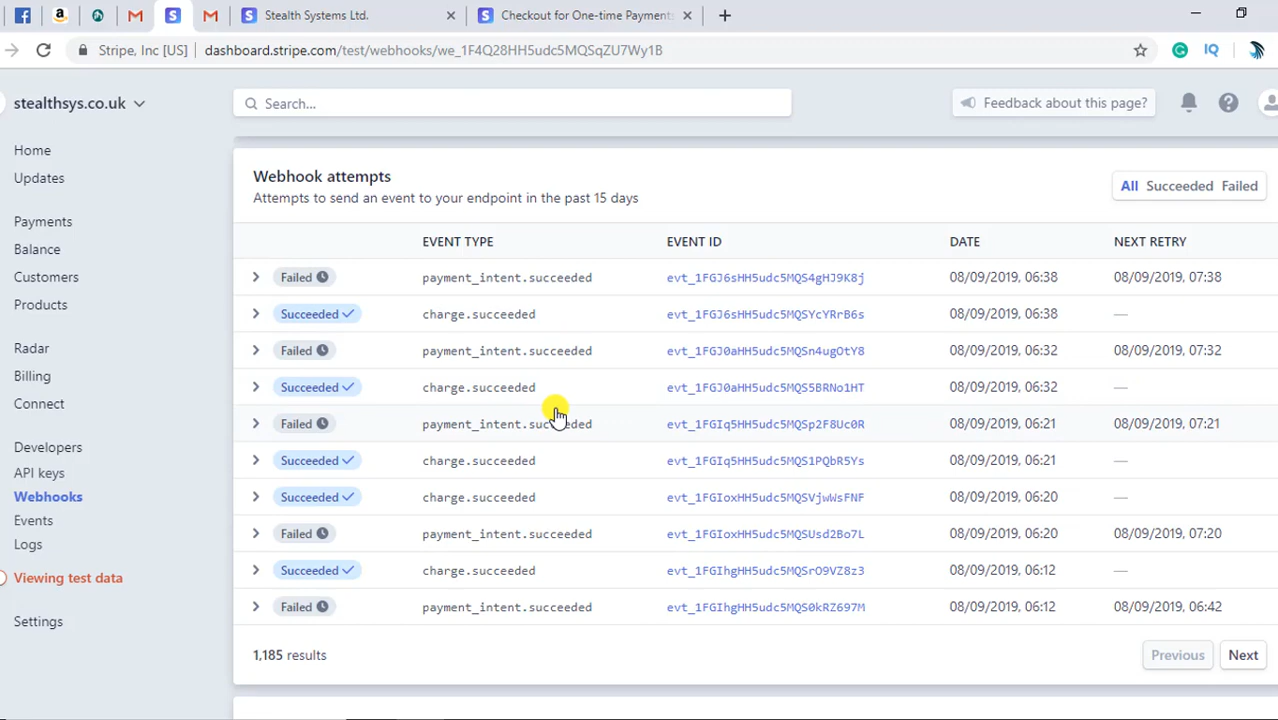 Stealth Systems Ltd.
Checkout for One-time Payments
Stripe, Inc [US]
dashboard.stripe.com/test/webhooks/we_1F4Q28HH5udc5MQSqZU7Wy1B
stealthsys.co.uk
Search...
Feedback about this page?
Home
Updates
Payments
Balance
Customers
Products
Radar
Billing
Connect
Developers
API keys
Webhooks
Events
Logs
Viewing test data
Settings
Webhook attempts
Attempts to send an event to your endpoint in the past 15 days
All Succeeded Failed
EVENT TYPE EVENT ID DATE NEXT RETRY
Failed payment_intent.succeeded evt_1FGJ6sHH5udc5MQS4gHJ9K8j 08/09/2019, 06:38 08/09/2019, 07:38
Succeeded charge.succeeded evt_1FGJ6sHH5udc5MQSYcYRrB6s 08/09/2019, 06:38 —
Failed payment_intent.succeeded evt_1FGJ0aHH5udc5MQSn4ugOtY8 08/09/2019, 06:32 08/09/2019, 07:32
Succeeded charge.succeeded evt_1FGJ0aHH5udc5MQS5BRNo1HT 08/09/2019, 06:32 —
Failed payment_intent.succeeded evt_1FGIq5HH5udc5MQSp2F8Uc0R 08/09/2019, 06:21 08/09/2019, 07:21
Succeeded charge.succeeded evt_1FGIq5HH5udc5MQS1PQbR5Ys 08/09/2019, 06:21 —
Succeeded charge.succeeded evt_1FGIoxHH5udc5MQSVjwWsFNF 08/09/2019, 06:20 —
Failed payment_intent.succeeded evt_1FGIoxHH5udc5MQSUsd2Bo7L 08/09/2019, 06:20 08/09/2019, 07:20
Succeeded charge.succeeded evt_1FGIhgHH5udc5MQSrO9VZ8z3 08/09/2019, 06:12 —
Failed payment_intent.succeeded evt_1FGIhgHH5udc5MQS0kRZ697M 08/09/2019, 06:12 08/09/2019, 06:42
1,185 results
Previous Next